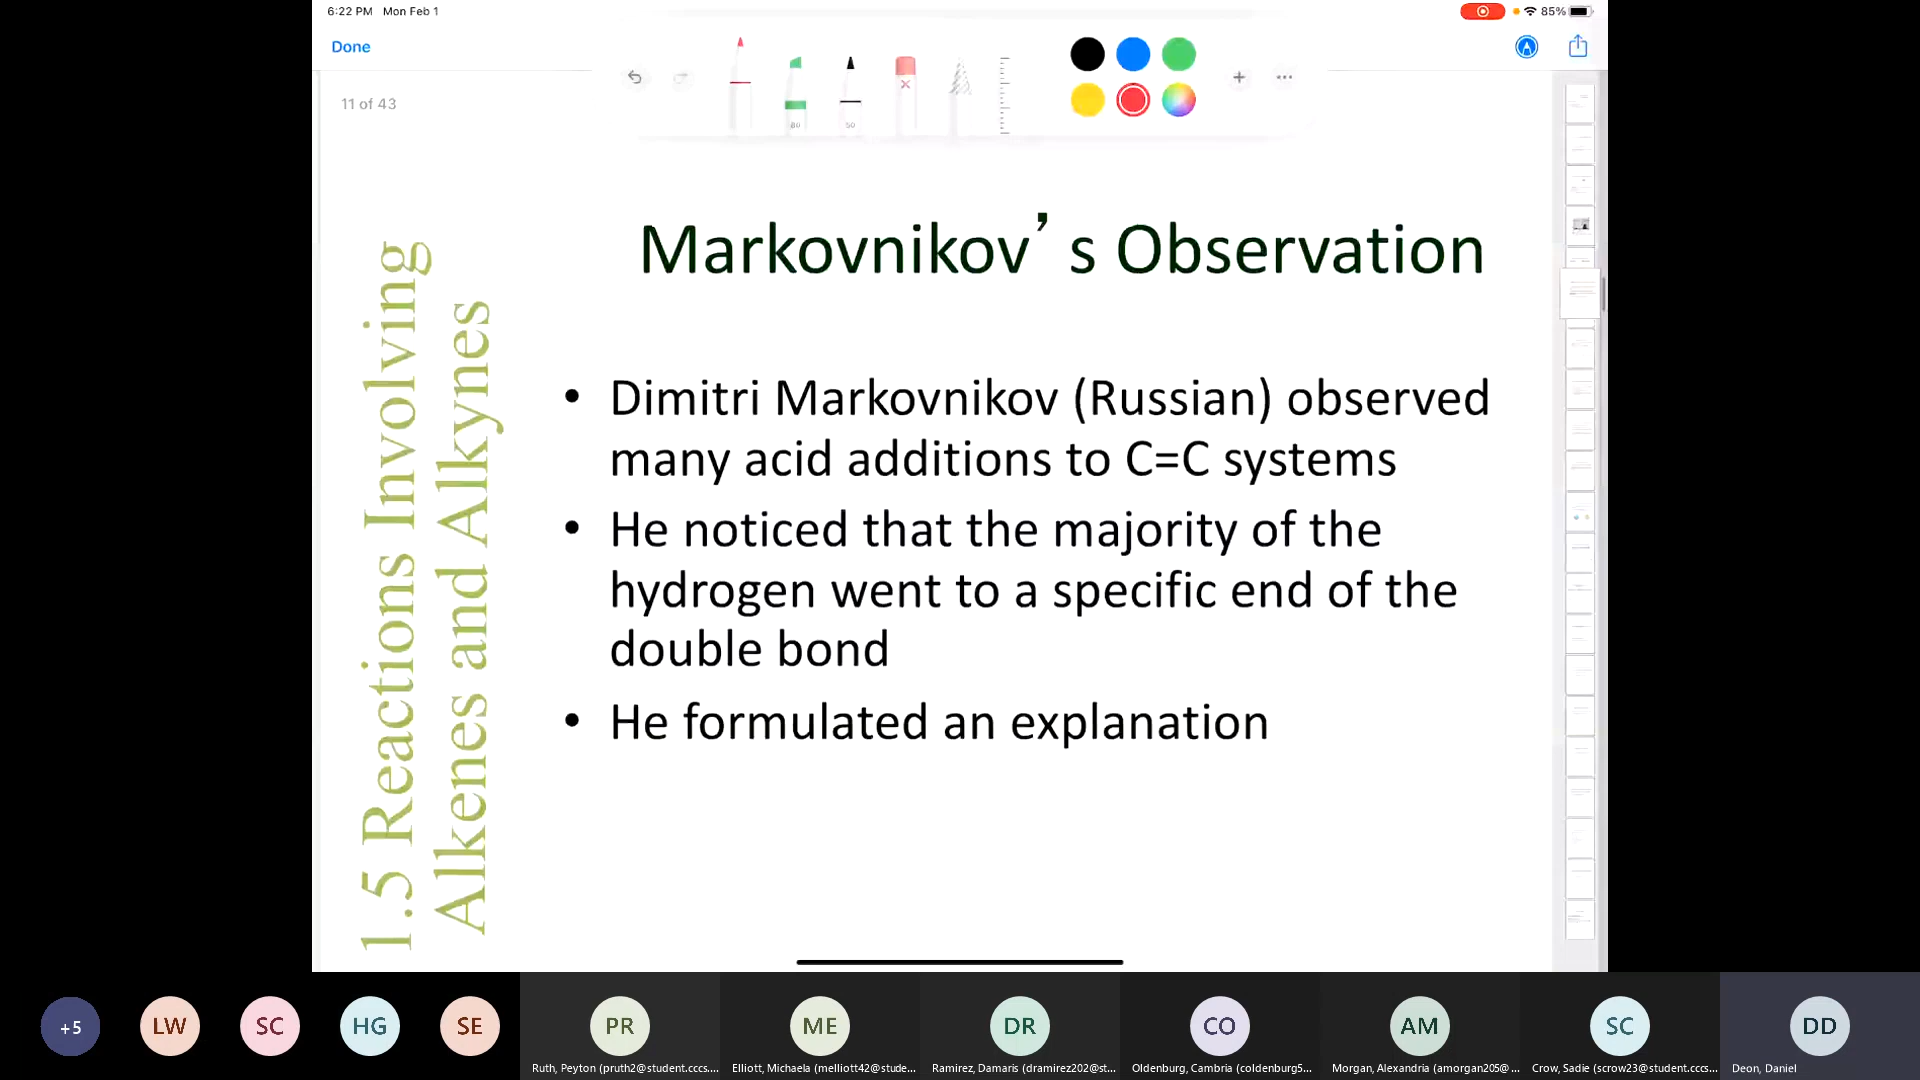 6:22 PM Mon Feb 1
85%
Done
80
50
11 of 43
Markovnikov’s Observation
1.5 Reactions Involving
Alkenes and Alkynes
• Dimitri Markovnikov (Russian) observed
many acid additions to C=C systems
• He noticed that the majority of the
hydrogen went to a specific end of the
double bond
• He formulated an explanation
+5
LW
SC
HG
SE
PR
ME
DR
CO
AM
SC
DD
Ruth, Peyton (pruth2@student.cccs....
Elliott, Michaela (melliott42@stude...
Ramirez, Damaris (dramirez202@st...
Oldenburg, Cambria (coldenburg5...
Morgan, Alexandria (amorgan205@...
Crow, Sadie (scrow23@student.cccs...
Deon, Daniel